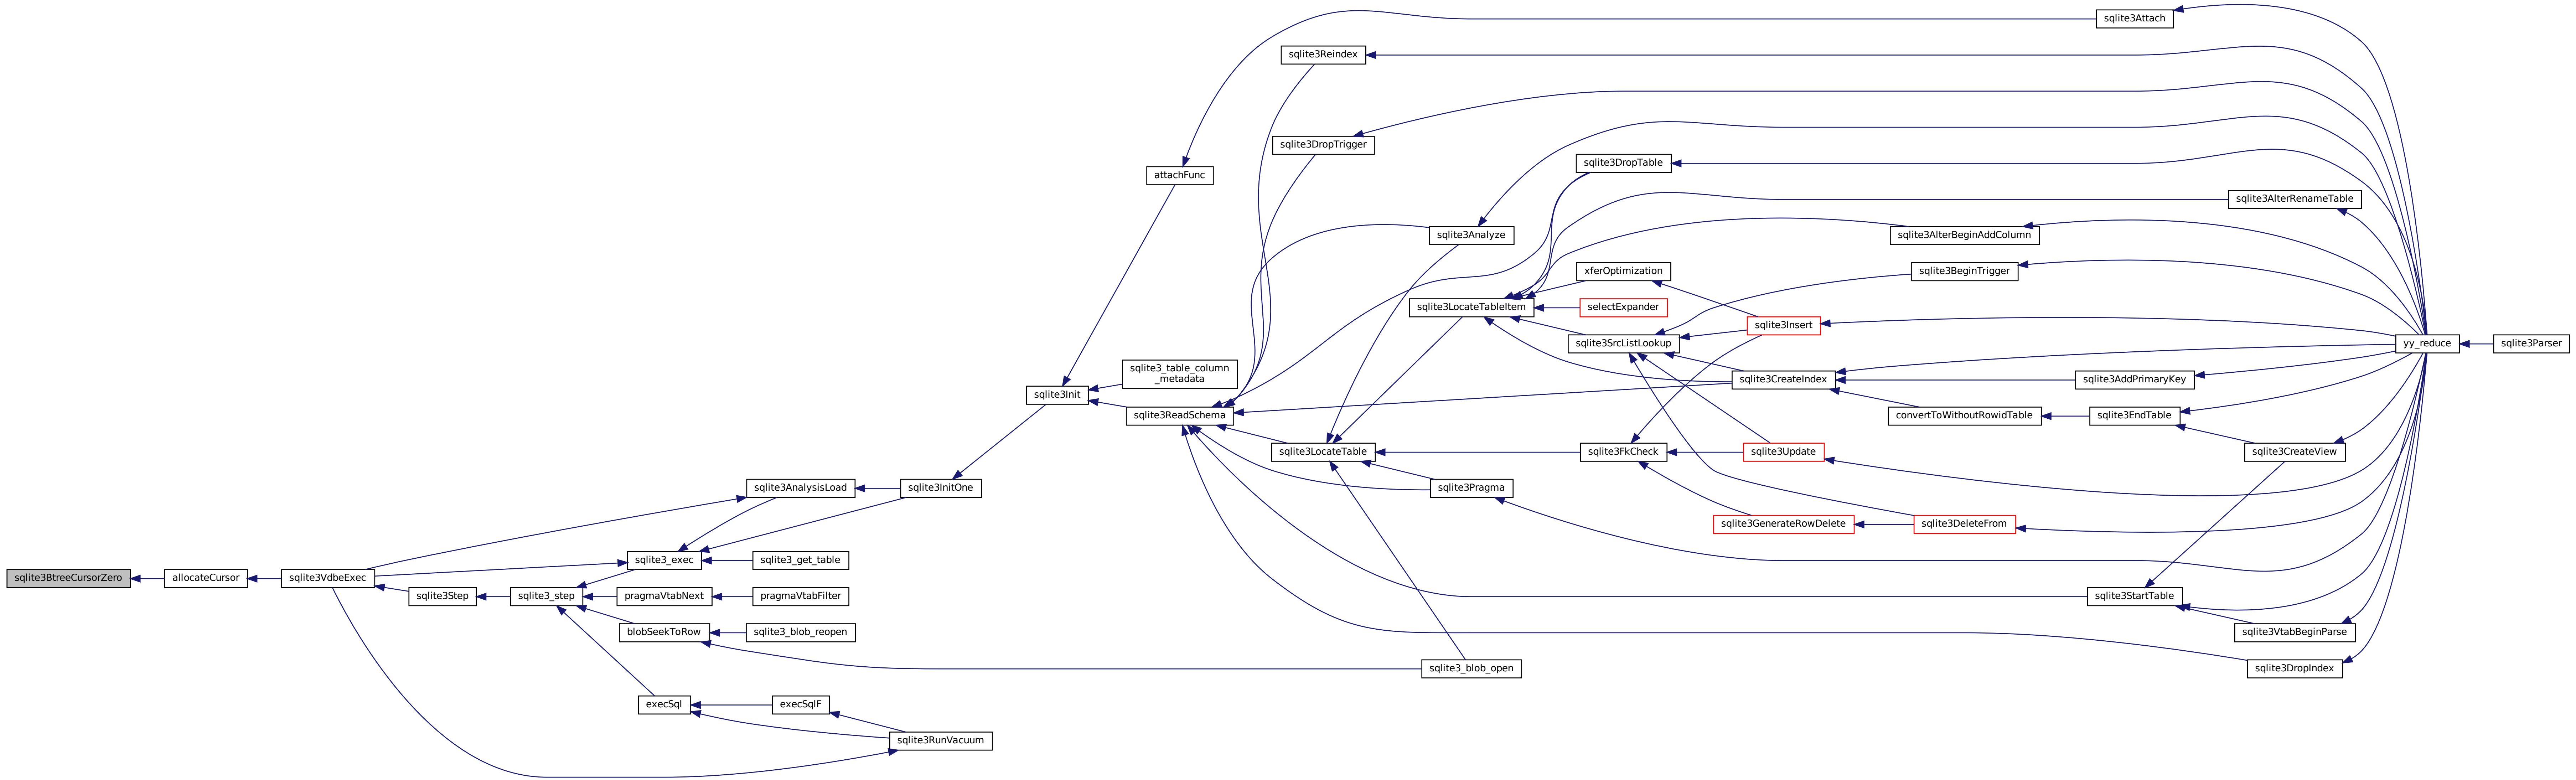 sqlite3Attach
sqlite3Reindex
sqlite3DropTrigger
sqlite3DropTable
attachFunc
sqlite3AlterRenameTable
sqlite3Analyze
sqlite3AlterBeginAddColumn
xferOptimization
sqlite3BeginTrigger
sqlite3LocateTableItem
selectExpander
sqlite3Insert
sqlite3SrcListLookup
yy_reduce
sqlite3Parser
sqlite3_table_column
_metadata
sqlite3CreateIndex
sqlite3AddPrimaryKey
sqlite3Init
sqlite3ReadSchema
convertToWithoutRowidTable
sqlite3EndTable
sqlite3LocateTable
sqlite3FkCheck
sqlite3Update
sqlite3CreateView
sqlite3AnalysisLoad
sqlite3InitOne
sqlite3Pragma
sqlite3GenerateRowDelete
sqlite3DeleteFrom
sqlite3_exec
sqlite3_get_table
sqlite3BtreeCursorZero
allocateCursor
sqlite3VdbeExec
sqlite3Step
sqlite3_step
pragmaVtabNext
pragmaVtabFilter
sqlite3StartTable
blobSeekToRow
sqlite3_blob_reopen
sqlite3VtabBeginParse
sqlite3_blob_open
sqlite3DropIndex
execSql
execSqlF
sqlite3RunVacuum